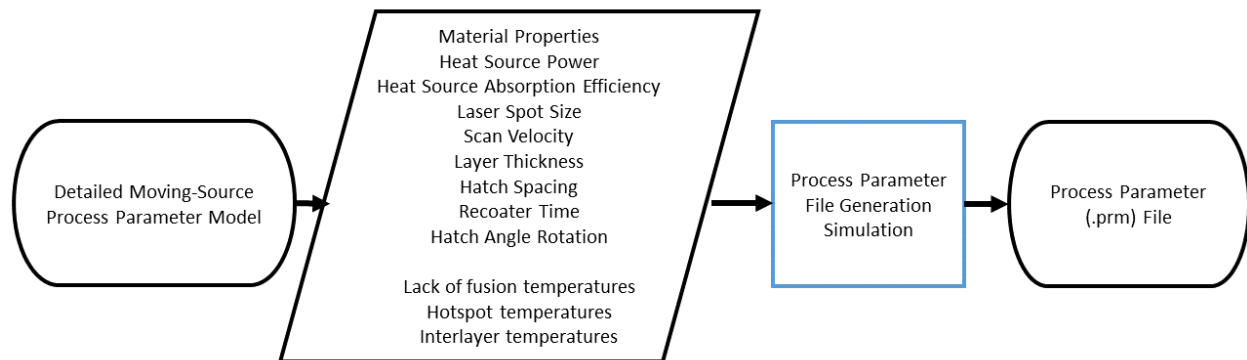 Detailed Moving-Source
Process Parameter Model
Material Properties
Heat Source Power
Heat Source Absorption Efficiency
Laser Spot Size
Scan Velocity
Layer Thickness
Hatch Spacing
Recoater Time
Hatch Angle Rotation
Lack of fusion temperatures
Hotspot temperatures
Interlayer temperatures
Process Parameter
File Generation
Simulation
Process Parameter
(.prm) File